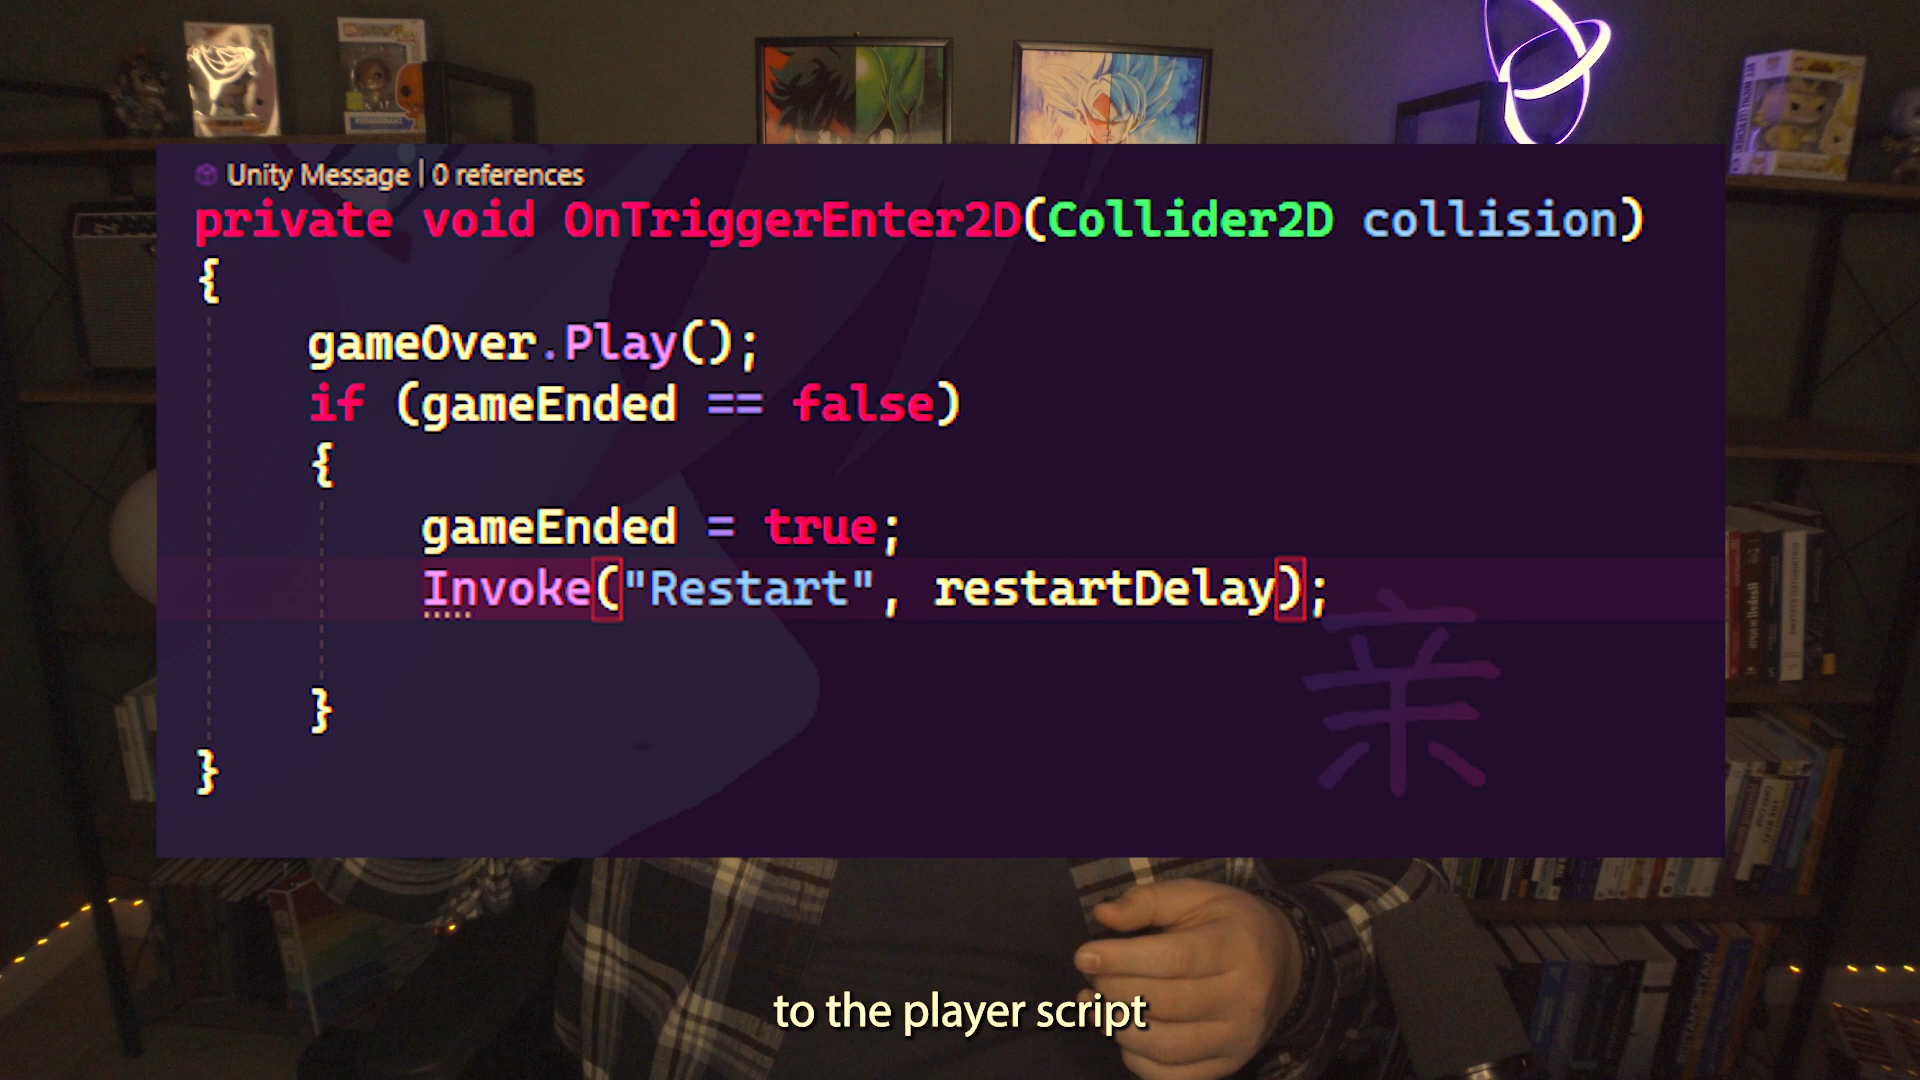 Unity Message | 0 references
private void OnTriggerEnter2D(Collider2D collision)
{
gameOver.Play();
if (gameEnded == false)
{
gameEnded = true;
Invoke("Restart", restartDelay);
}
}
亲
to the player script